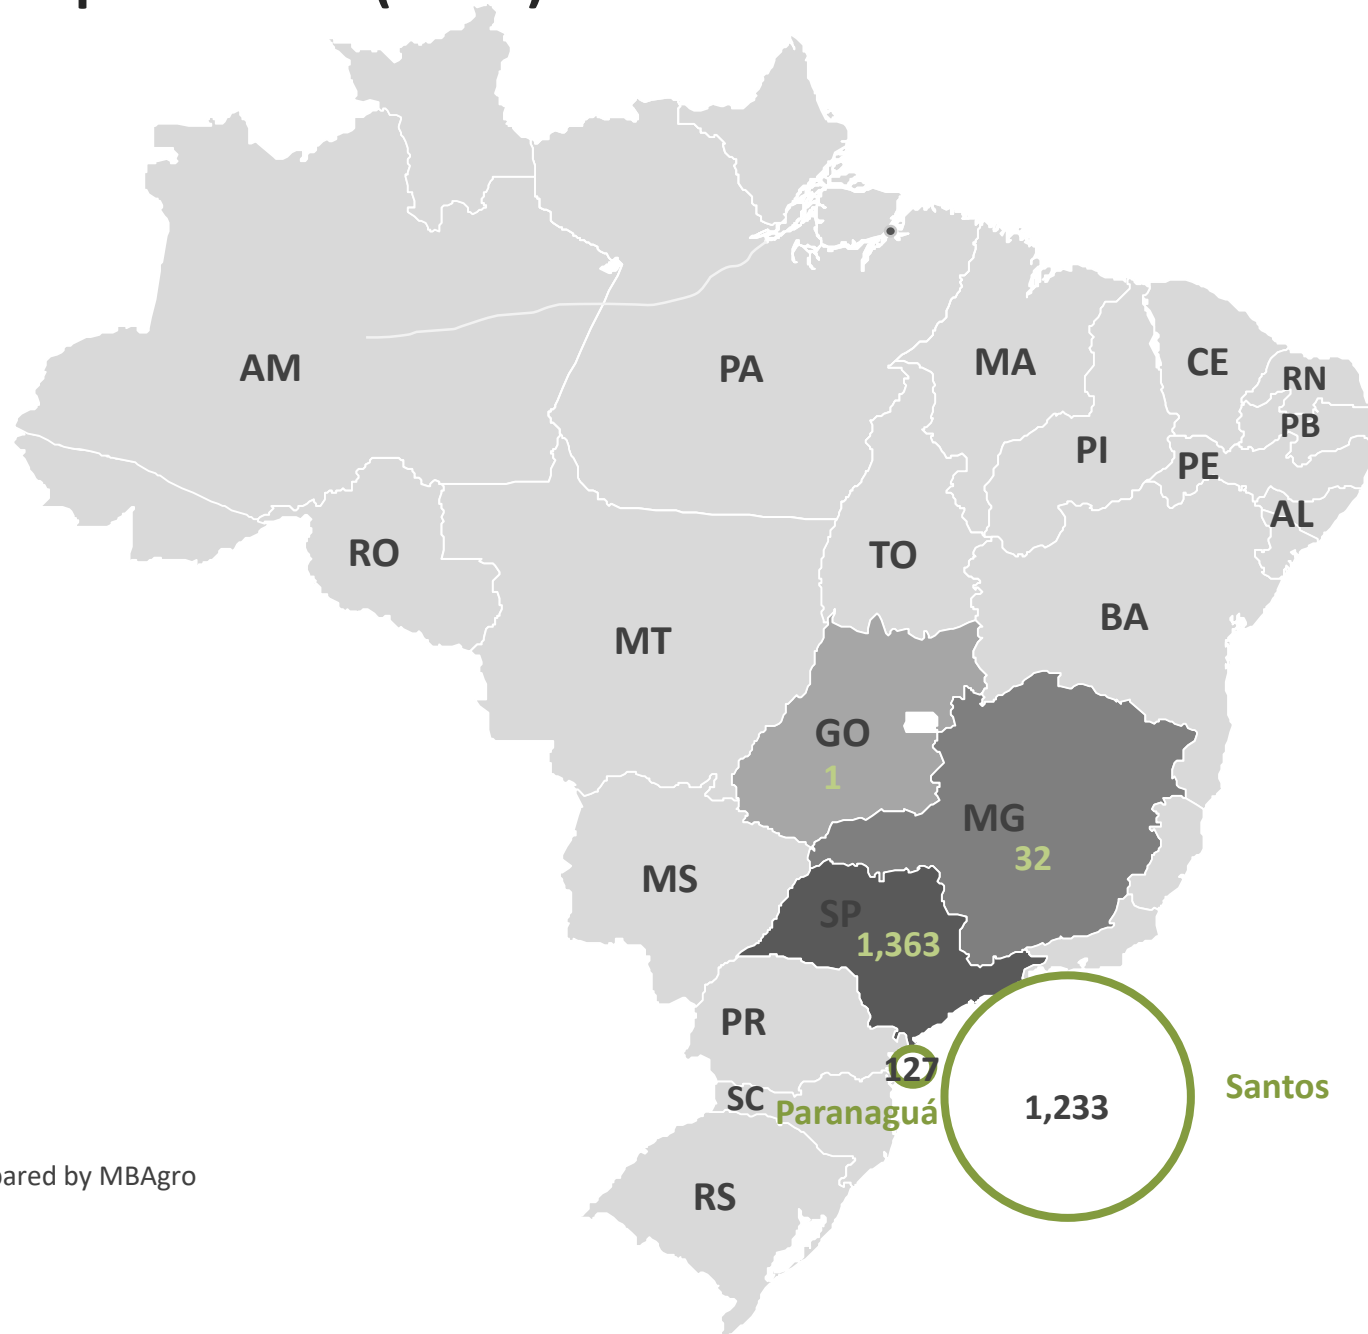 AM
PA
MA
CE
RN
PB
PI
PE
AL
RO
TO
BA
MT
GO
1
MG
32
MS
SP
1,363
PR
127
SC
Paranaguá
1,233
Santos
ared by MBAgro
RS